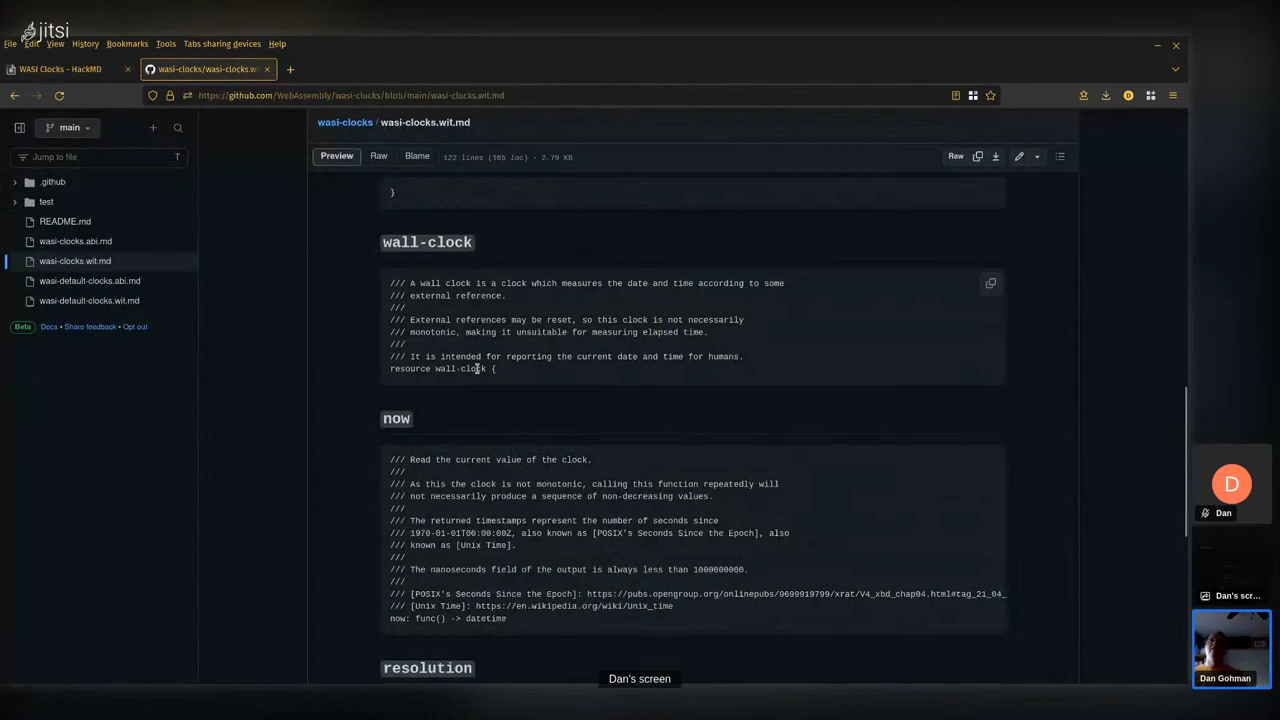 jitsi
File Edit View History Bookmarks Tools Tabs sharing devices Help
WASI Clocks - HackMD
wasi-clocks/wasi-clocks.wi
https://github.com/WebAssembly/wasi-clocks/blob/main/wasi-clocks.wit.md
main
wasi-clocks / wasi-clocks.wit.md
Jump to file T
Preview Raw Blame 122 lines (105 loc) · 2.79 KB Raw
.github
test
README.md
wasi-clocks.abi.md
wasi-clocks.wit.md
wasi-default-clocks.abi.md
wasi-default-clocks.wit.md
Beta Docs • Share feedback • Opt out
}
wall-clock
/// A wall clock is a clock which measures the date and time according to some
/// external reference.
///
/// External references may be reset, so this clock is not necessarily
/// monotonic, making it unsuitable for measuring elapsed time.
///
/// It is intended for reporting the current date and time for humans.
resource wall-clock {
now
/// Read the current value of the clock.
///
/// As this the clock is not monotonic, calling this function repeatedly will
/// not necessarily produce a sequence of non-decreasing values.
///
/// The returned timestamps represent the number of seconds since
/// 1970-01-01T00:00:00Z, also known as [POSIX's Seconds Since the Epoch], also
/// known as [Unix Time].
///
/// The nanoseconds field of the output is always less than 1000000000.
///
/// [POSIX's Seconds Since the Epoch]: https://pubs.opengroup.org/onlinepubs/9699919799/xrat/V4_xbd_chap04.html#tag_21_04_
/// [Unix Time]: https://en.wikipedia.org/wiki/Unix_time
now: func() -> datetime
resolution
D
Dan
Dan's scr...
Dan Gohman
Dan's screen